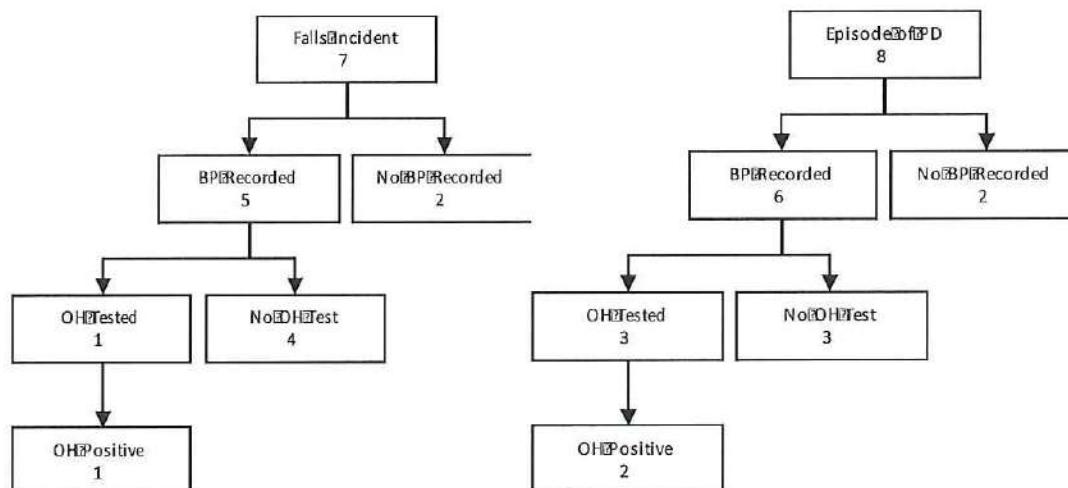 Falls Incident
7
BP Recorded
5
No BP Recorded
2
OH Tested
1
No OH Test
4
OH Positive
1
Episode of PD
8
BP Recorded
6
No BP Recorded
2
OH Tested
3
No OH Test
3
OH Positive
2